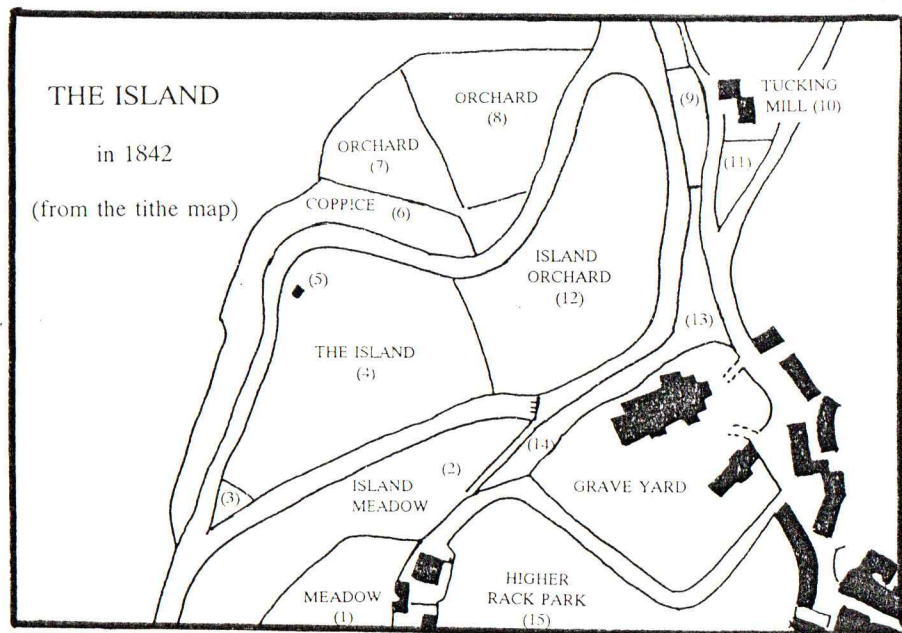 THE ISLAND
in 1842
(from the tithe map)
ORCHARD
(8)
ORCHARD
(7)
COPPICE (6)
(9)
TUCKING
MILL (10)
(11)
(5)
ISLAND
ORCHARD
(12)
THE ISLAND
(4)
(13)
(14)
(2)
ISLAND
MEADOW
(3)
GRAVE YARD
MEADOW
(1)
HIGHER
RACK PARK
(15)